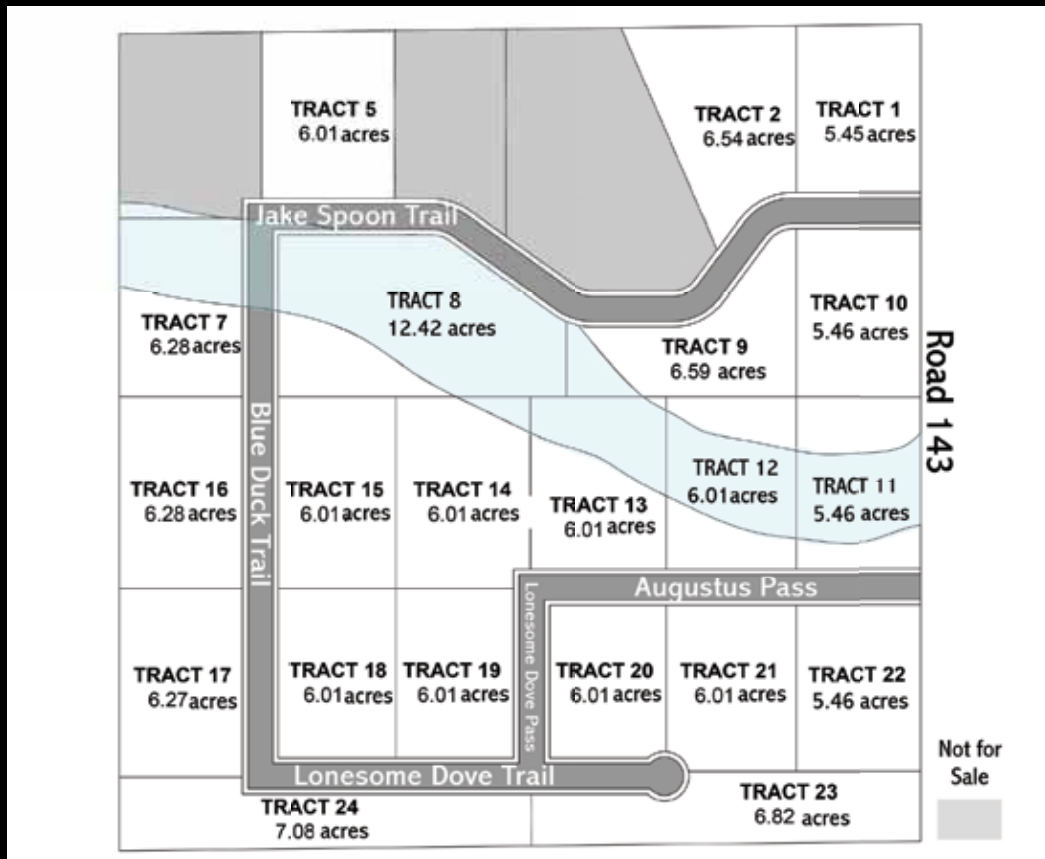 TRACT 5
6.01 acres
TRACT 2
6.54 acres
TRACT 1
5.45 acres
Jake Spoon Trail
TRACT 7
6.28 acres
TRACT 8
12.42 acres
TRACT 9
6.59 acres
TRACT 10
5.46 acres
Road 143
Blue Duck Trail
TRACT 16
6.28 acres
TRACT 15
6.01 acres
TRACT 14
6.01 acres
TRACT 13
6.01 acres
TRACT 12
6.01 acres
TRACT 11
5.46 acres
Augustus Pass
Lonesome Dove Pass
TRACT 17
6.27 acres
TRACT 18
6.01 acres
TRACT 19
6.01 acres
TRACT 20
6.01 acres
TRACT 21
6.01 acres
TRACT 22
5.46 acres
Lonesome Dove Trail
TRACT 24
7.08 acres
TRACT 23
6.82 acres
Not for
Sale